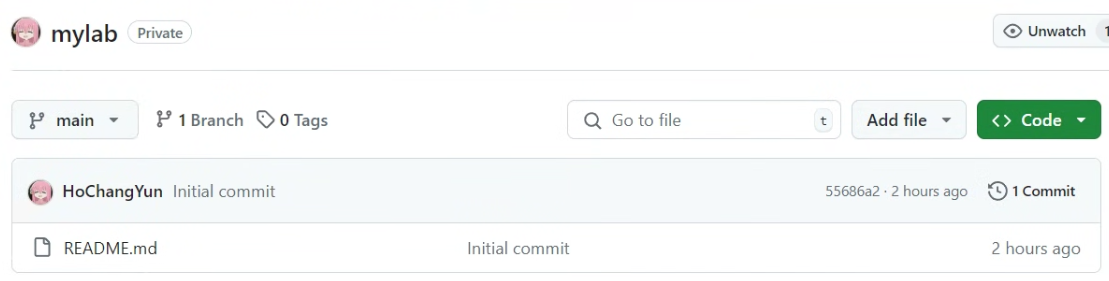 mylab Private Unwatch 1
main 1 Branch 0 Tags Go to file t Add file Code
HoChangYun Initial commit 55686a2 · 2 hours ago 1 Commit
README.md Initial commit 2 hours ago